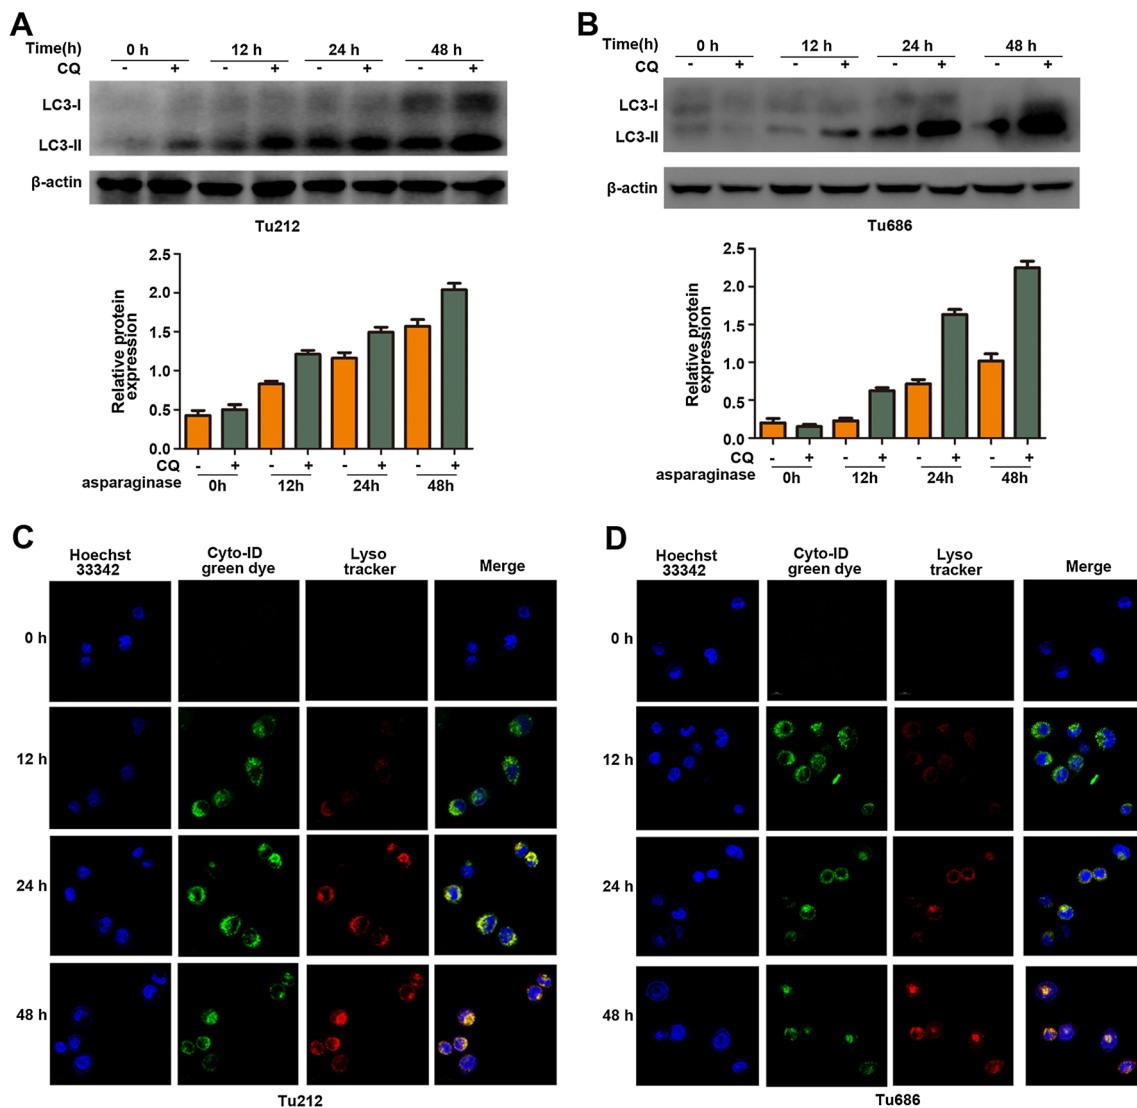 A
Time(h) 0 h 12 h 24 h 48 h
CQ - + - + - + - +
LC3-I
LC3-II
β-actin
Tu212
2.5
2.0
1.5
1.0
0.5
0.0
Relative protein
expression
CQ - + - + - + - +
asparaginase 0h 12h 24h 48h
B
Time(h) 0 h 12 h 24 h 48 h
CQ - + - + - + - +
LC3-I
LC3-II
β-actin
Tu686
2.5
2.0
1.5
1.0
0.5
0.0
Relative protein
expression
CQ - + - + - + - +
asparaginase 0h 12h 24h 48h
C
Hoechst
33342
Cyto-ID
green dye
Lyso
tracker
Merge
0 h
12 h
24 h
48 h
Tu212
D
Hoechst
33342
Cyto-ID
green dye
Lyso
tracker
Merge
0 h
12 h
24 h
48 h
Tu686